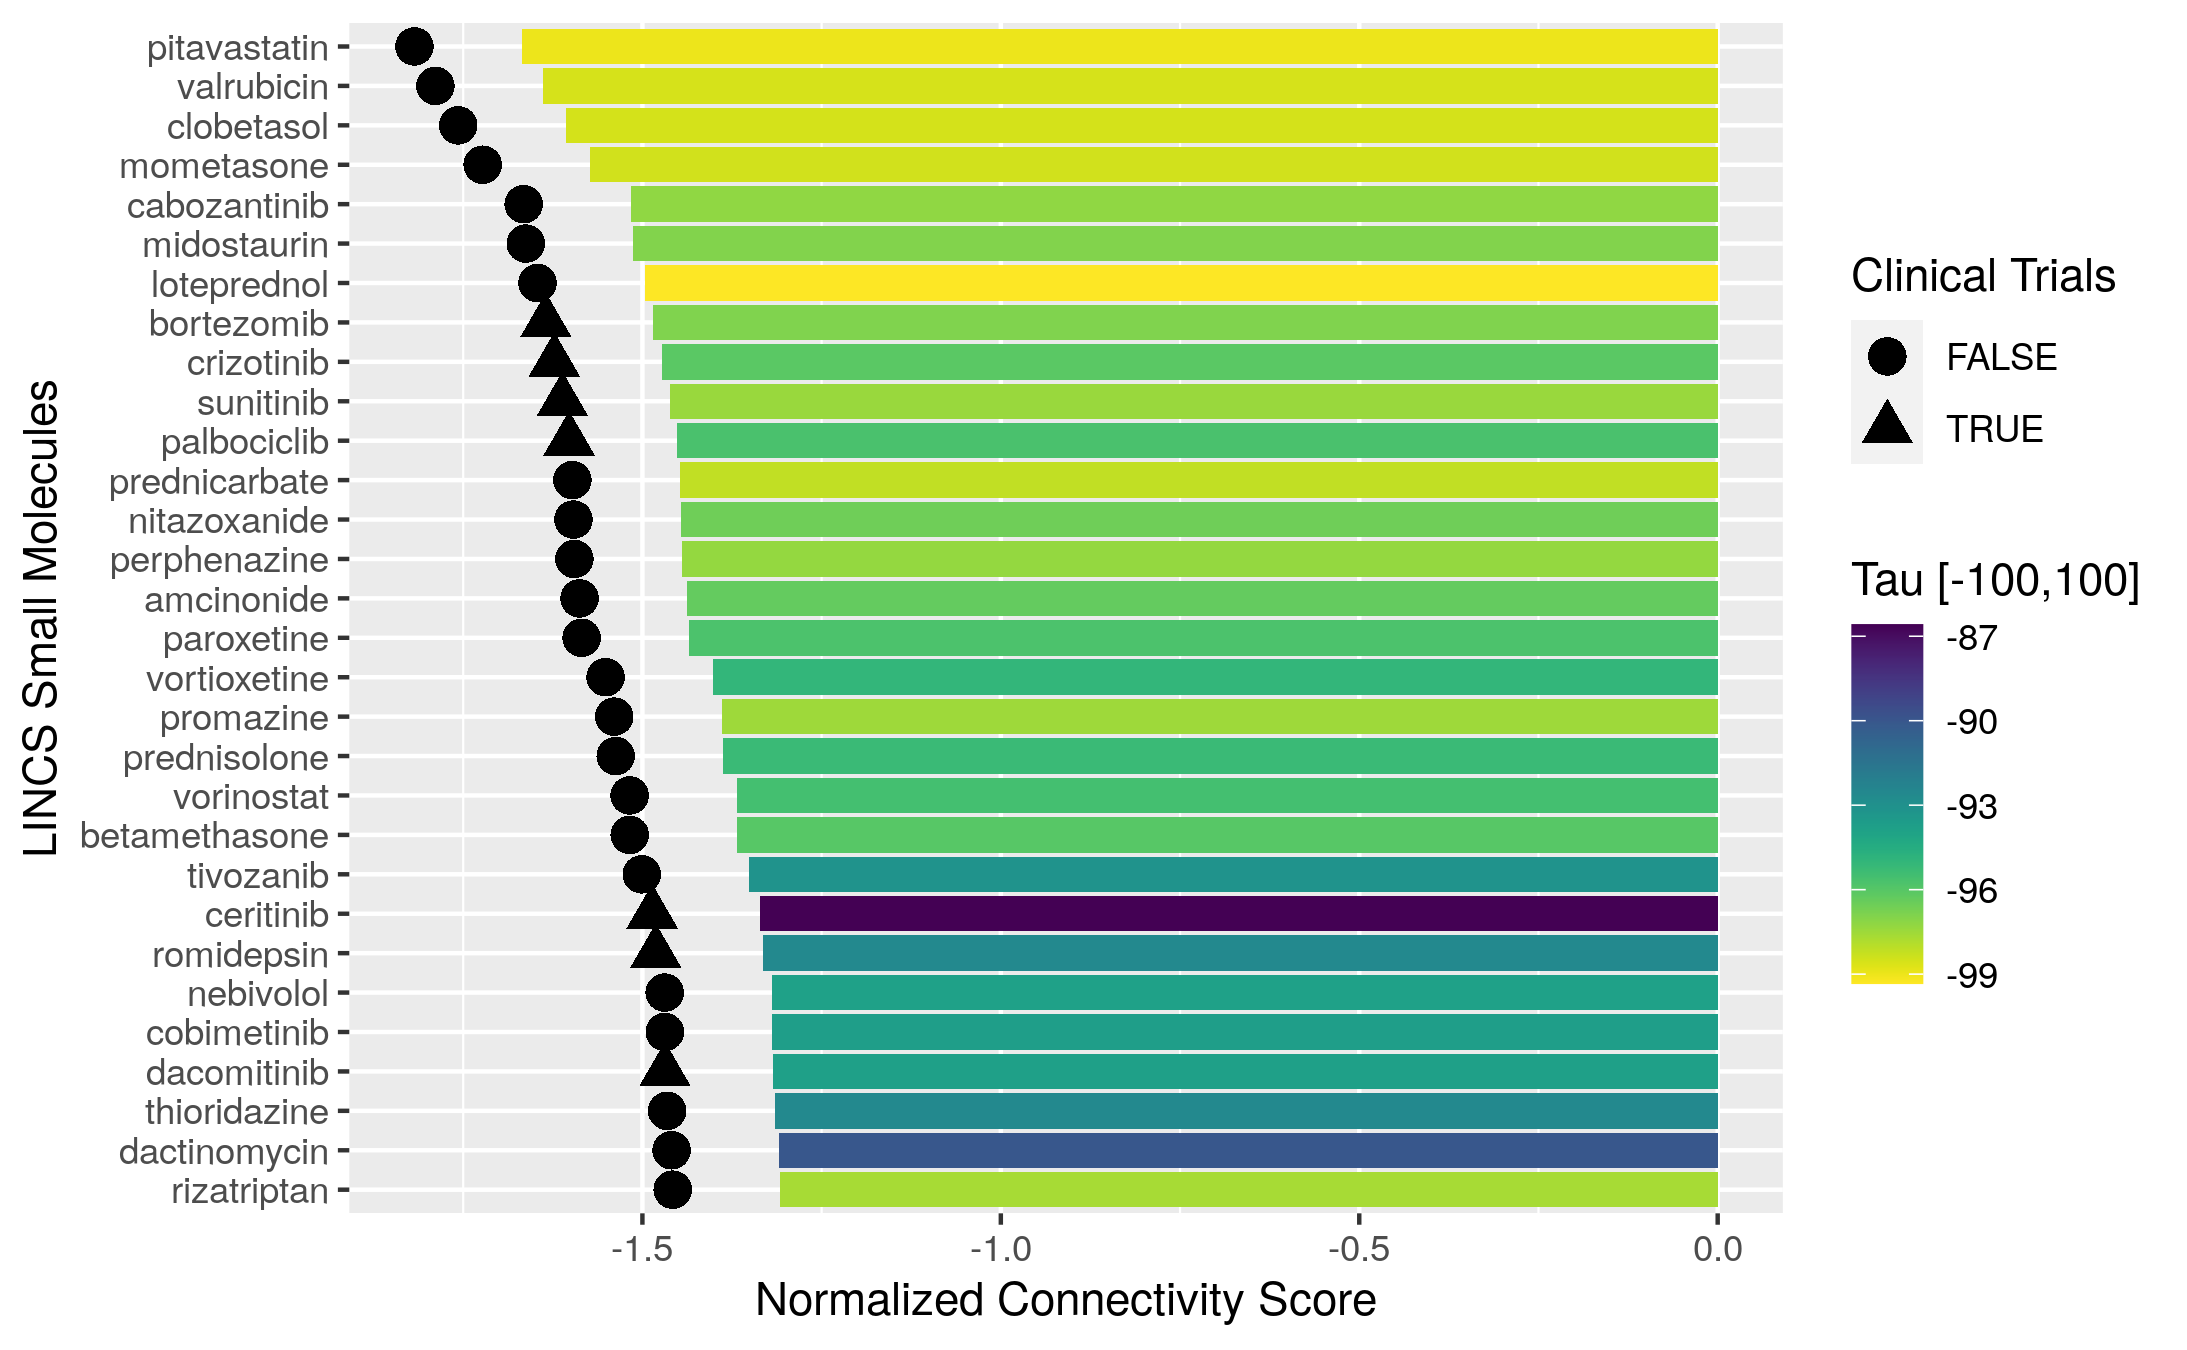 LINCS Small Molecules
pitavastatin
valrubicin
clobetasol
mometasone
cabozantinib
midostaurin
loteprednol
bortezomib
crizotinib
sunitinib
palbociclib
prednicarbate
nitazoxanide
perphenazine
amcinonide
paroxetine
vortioxetine
promazine
prednisolone
vorinostat
betamethasone
tivozanib
ceritinib
romidepsin
nebivolol
cobimetinib
dacomitinib
thioridazine
dactinomycin
rizatriptan
-1.5 -1.0 -0.5 0.0
Normalized Connectivity Score
Clinical Trials
FALSE
TRUE
Tau [-100,100]
-87
-90
-93
-96
-99